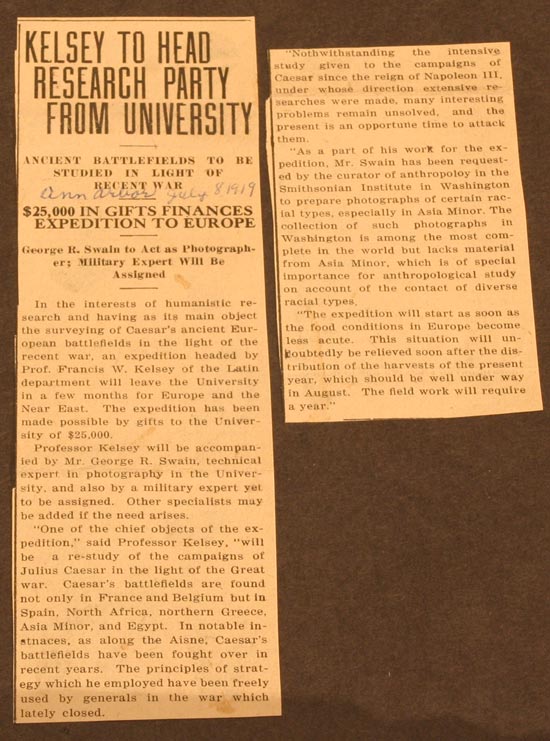 KELSEY TO HEAD
RESEARCH PARTY
FROM UNIVERSITY
ANCIENT BATTLEFIELDS TO BE
STUDIED IN LIGHT OF
RECENT WAR
Ann Arbor July 8 1919
$25,000 IN GIFTS FINANCES
EXPEDITION TO EUROPE
George R. Swain to Act as Photograph-
er; Military Expert Will Be
Assigned
In the interests of humanistic re-
search and having as its main object
the surveying of Caesar's ancient Eur-
opean battlefields in the light of the
recent war, an expedition headed by
Prof. Francis W. Kelsey of the Latin
department will leave the University
in a few months for Europe and the
Near East. The expedition has been
made possible by gifts to the Univer-
sity of $25,000.
Professor Kelsey will be accompan-
ied by Mr. George R. Swain, technical
expert in photography in the Univer-
sity, and also by a military expert yet
to be assigned. Other specialists may
be added if the need arises.
"One of the chief objects of the ex-
pedition," said Professor Kelsey, "will
be a re-study of the campaigns of
Julius Caesar in the light of the Great
war. Caesar's battlefields are found
not only in France and Belgium but in
Spain, North Africa, northern Greece,
Asia Minor, and Egypt. In notable in-
stnaces, as along the Aisne, Caesar's
battlefields have been fought over in
recent years. The principles of strat-
egy which he employed have been freely
used by generals in the war which
lately closed.
"Nothwithstanding the intensive
study given to the campaigns of
Caesar since the reign of Napoleon III,
under whose direction extensive re-
searches were made, many interesting
problems remain unsolved, and the
present is an opportune time to attack
them.
"As a part of his work for the ex-
pedition, Mr. Swain has been request-
ed by the curator of anthropoloy in the
Smithsonian Institute in Washington
to prepare photographs of certain rac-
ial types, especially in Asia Minor. The
collection of such photographs in
Washington is among the most com-
plete in the world but lacks material
from Asia Minor, which is of special
importance for anthropological study
on account of the contact of diverse
racial types.
"The expedition will start as soon as
the food conditions in Europe become
less acute. This situation will un-
doubtedly be relieved soon after the dis-
tribution of the harvests of the present
year, which should be well under way
in August. The field work will require
a year."